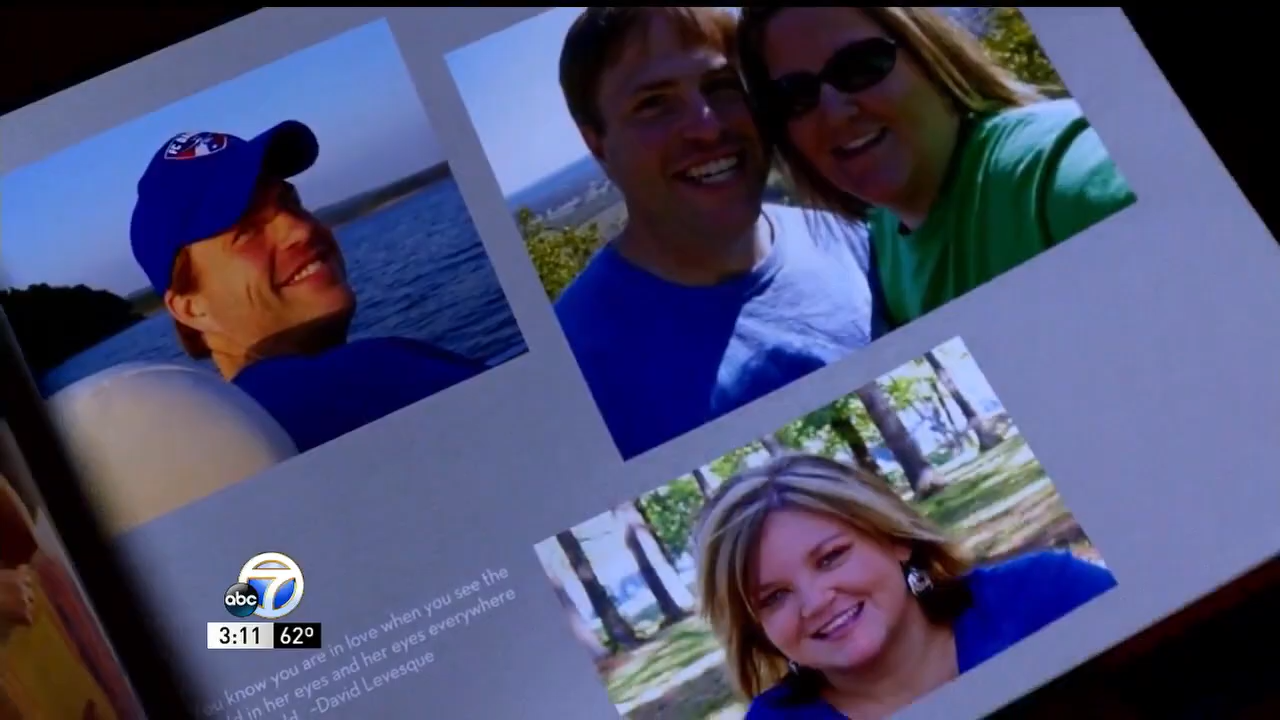 FC
abc 7
3:11 62°
u know you are in love when you see the
d in her eyes and her eyes everywhere
d. -David Levesque